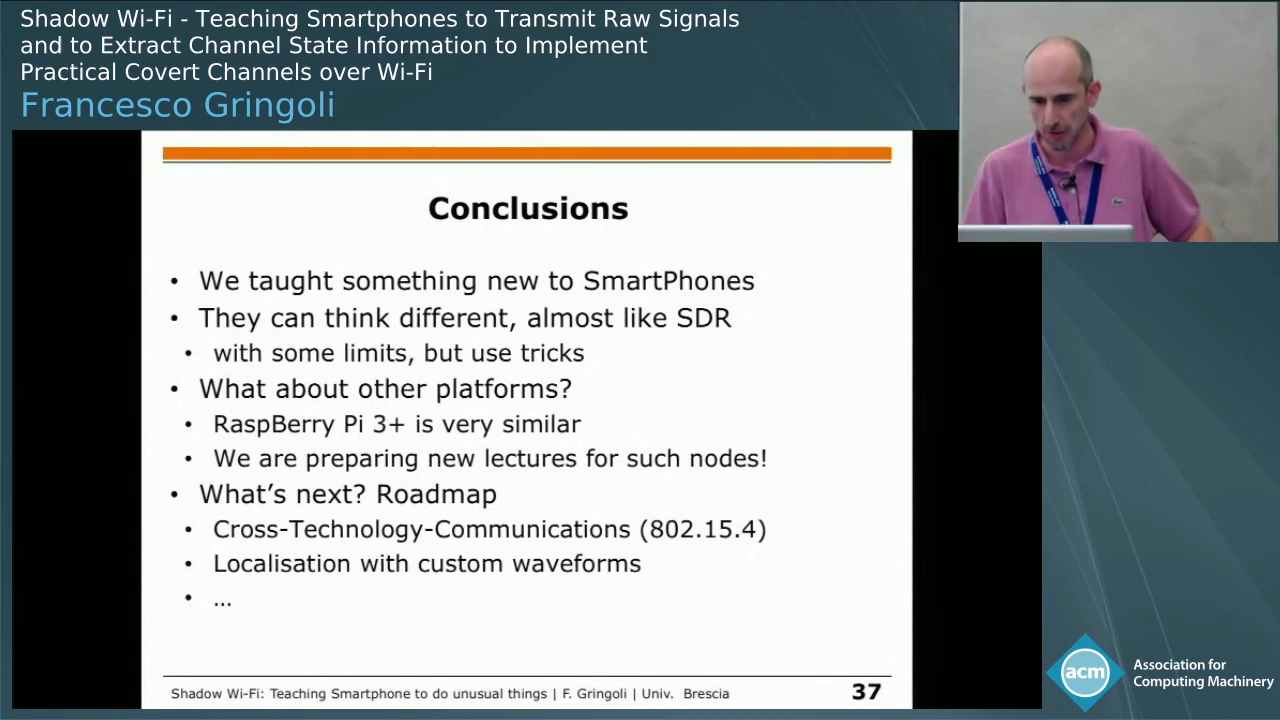 Shadow Wi-Fi - Teaching Smartphones to Transmit Raw Signals
and to Extract Channel State Information to Implement
Practical Covert Channels over Wi-Fi
Francesco Gringoli
Conclusions
• We taught something new to SmartPhones
• They can think different, almost like SDR
• with some limits, but use tricks
• What about other platforms?
• RaspBerry Pi 3+ is very similar
• We are preparing new lectures for such nodes!
• What's next? Roadmap
• Cross-Technology-Communications (802.15.4)
• Localisation with custom waveforms
• ...
Shadow Wi-Fi: Teaching Smartphone to do unusual things | F. Gringoli | Univ. Brescia
37
acm
Association for
Computing Machinery